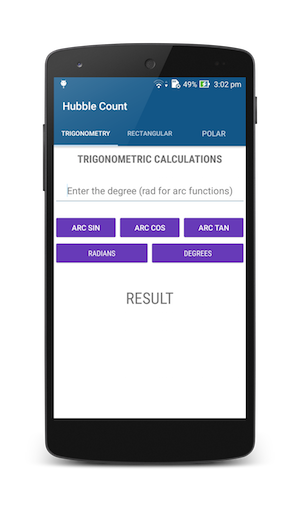 49% 3:02 pm
Hubble Count
TRIGONOMETRY RECTANGULAR POLAR
TRIGONOMETRIC CALCULATIONS
Enter the degree (rad for arc functions)
ARC SIN ARC COS ARC TAN
RADIANS DEGREES
RESULT